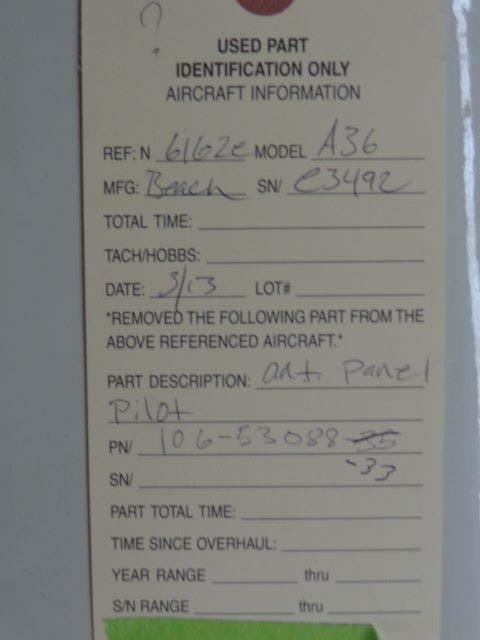 ?
USED PART
IDENTIFICATION ONLY
AIRCRAFT INFORMATION
REF: N 6162e MODEL A36
MFG: Beach SN/ e3492
TOTAL TIME:
TACH/HOBBS:
DATE: 3/13 LOT#
*REMOVED THE FOLLOWING PART FROM THE
ABOVE REFERENCED AIRCRAFT.*
PART DESCRIPTION: ant. panel
Pilot
PN/ 106-53088-35
-33
SN/
PART TOTAL TIME:
TIME SINCE OVERHAUL:
YEAR RANGE thru
S/N RANGE thru